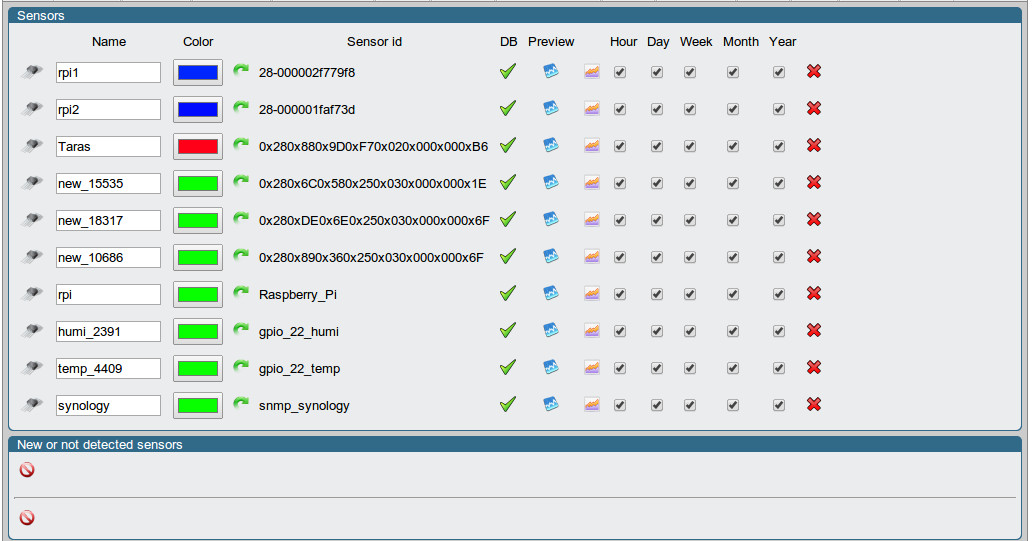 Sensors
Name Color Sensor id DB Preview Hour Day Week Month Year
rpi1 28-000002f779f8
rpi2 28-000001faf73d
Taras 0x280x880x9D0xF70x020x000x000xB6
new_15535 0x280x6C0x580x250x030x000x000x1E
new_18317 0x280xDE0x6E0x250x030x000x000x6F
new_10686 0x280x890x360x250x030x000x000x6F
rpi Raspberry_Pi
humi_2391 gpio_22_humi
temp_4409 gpio_22_temp
synology snmp_synology
New or not detected sensors